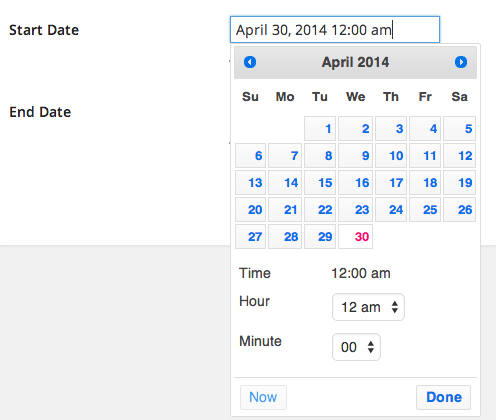 Start Date April 30, 2014 12:00 am
April 2014
Su Mo Tu We Th Fr Sa
1 2 3 4 5
6 7 8 9 10 11 12
13 14 15 16 17 18 19
20 21 22 23 24 25 26
27 28 29 30
End Date
Time 12:00 am
Hour 12 am
Minute 00
Now Done